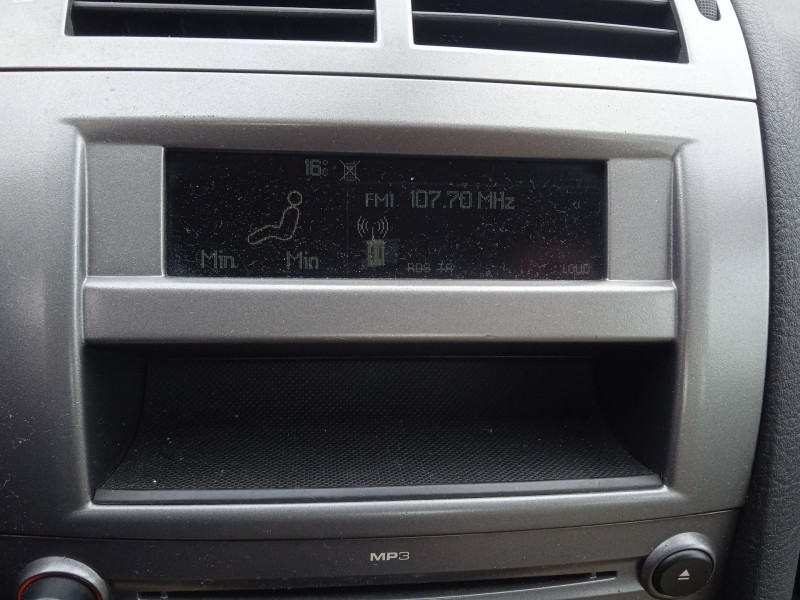 16°C
FM1 107.70 MHz
Min Min
RDS TA LOUD
MP3